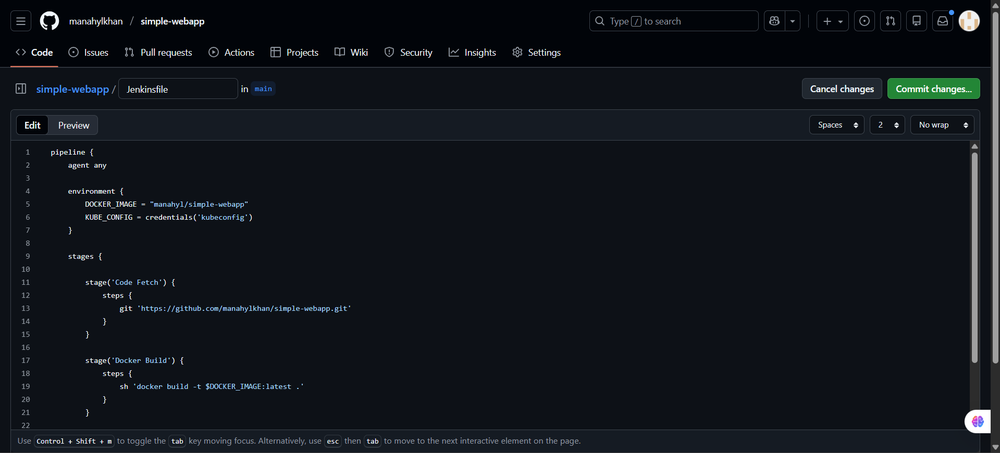 manahylkhan / simple-webapp
Type / to search
Code
Issues
Pull requests
Actions
Projects
Wiki
Security
Insights
Settings
simple-webapp / Jenkinsfile in main
Cancel changes
Commit changes...
Edit
Preview
Spaces
2
No wrap
1 pipeline {
2     agent any
3
4     environment {
5         DOCKER_IMAGE = "manahyl/simple-webapp"
6         KUBE_CONFIG = credentials('kubeconfig')
7     }
8
9     stages {
10
11         stage('Code Fetch') {
12             steps {
13                 git 'https://github.com/manahylkhan/simple-webapp.git'
14             }
15         }
16
17         stage('Docker Build') {
18             steps {
19                 sh 'docker build -t $DOCKER_IMAGE:latest .'
20             }
21         }
22
Use Control + Shift + m to toggle the tab key moving focus. Alternatively, use esc then tab to move to the next interactive element on the page.